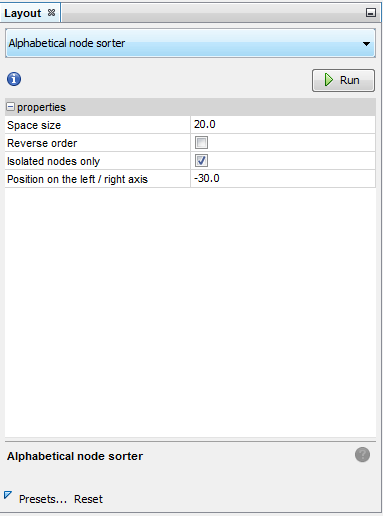 Layout
Alphabetical node sorter
Run
properties
Space size 20.0
Reverse order
Isolated nodes only
Position on the left / right axis -30.0
Alphabetical node sorter
Presets... Reset